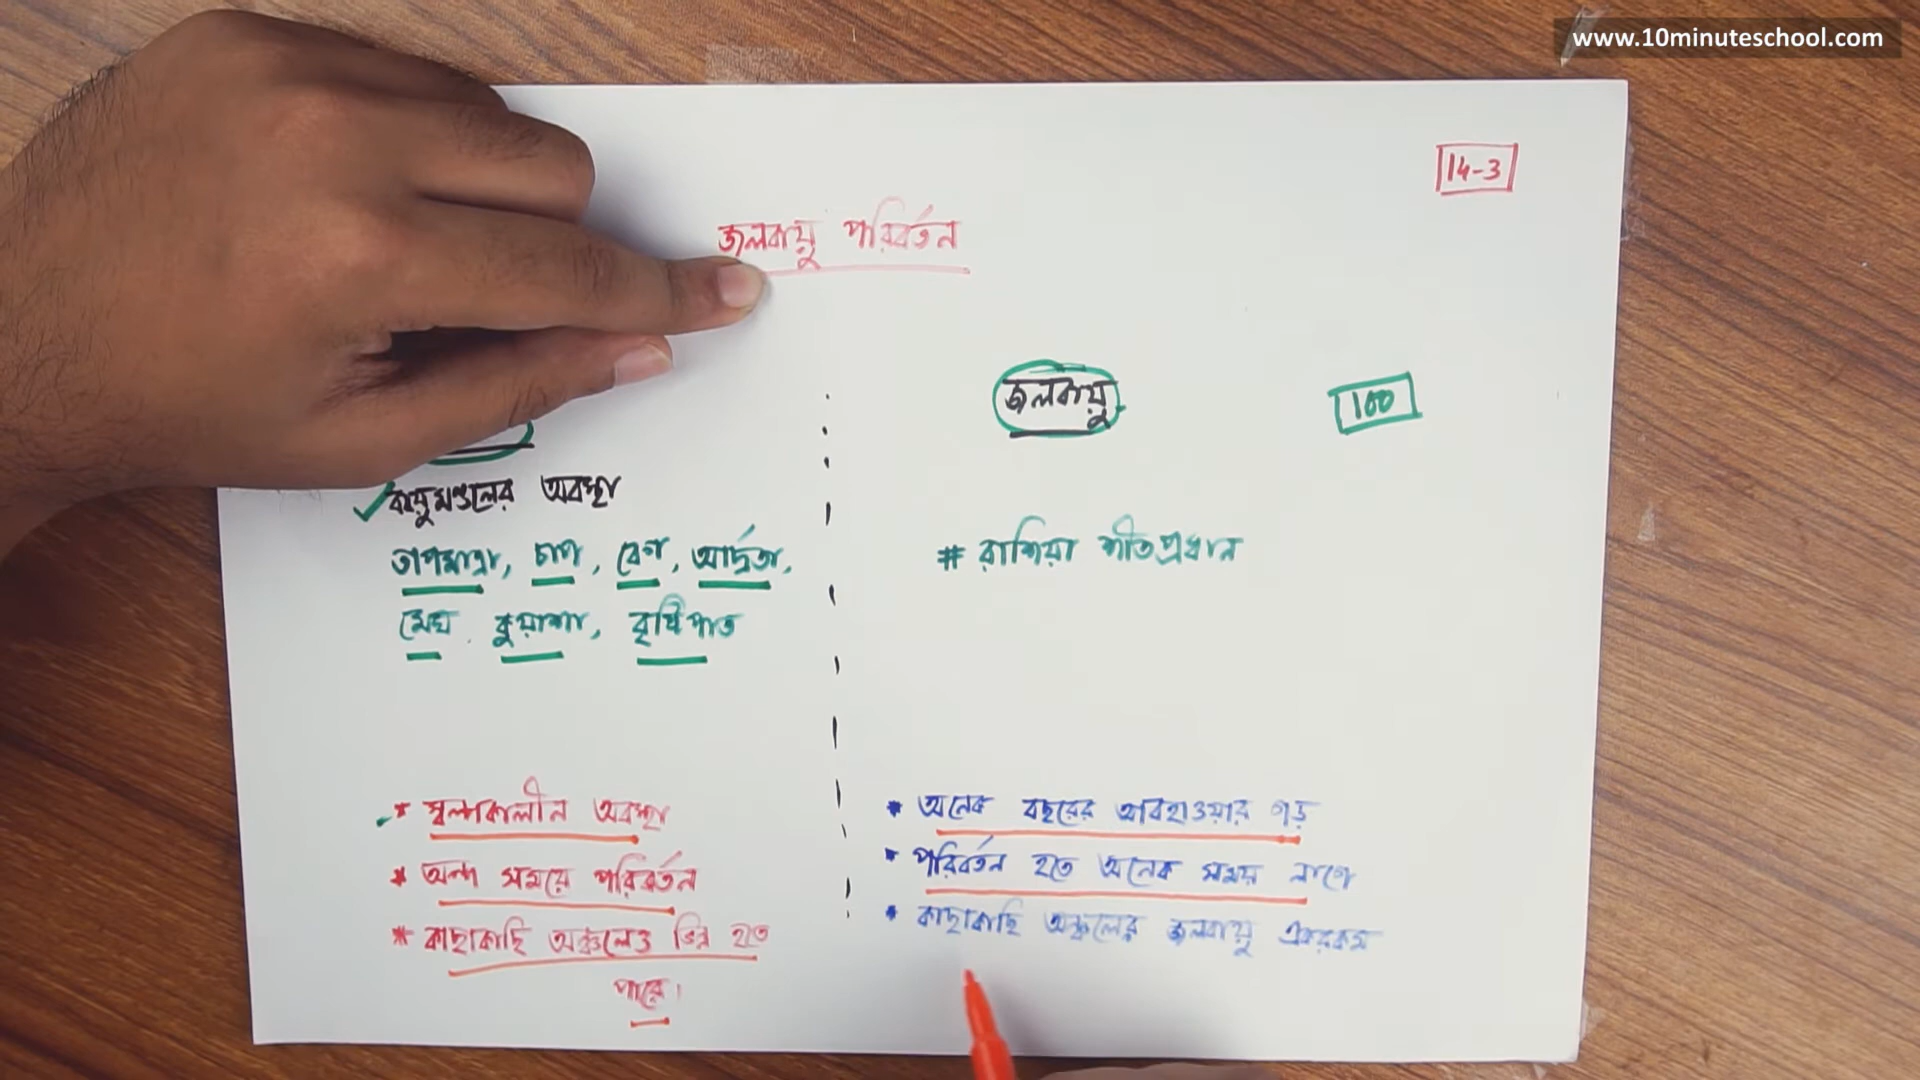 www.10minuteschool.com
14-3
জলবায়ু পরিবর্তন
জলবায়ু
100
বায়ুমণ্ডলের অবস্থা
তাপমাত্রা, চাপ, বেগ, আর্দ্রতা,
মেঘ, কুয়াশা, বৃষ্টিপাত
# রাশিয়া শীতপ্রধান
* স্বল্পকালীন অবস্থা
* অল্প সময়ে পরিবর্তন
* কাছাকাছি অঞ্চলেও ভিন্ন হতে
পারে।
* অনেক বছরের আবহাওয়ার গড়
* পরিবর্তন হতে অনেক সময় লাগে
* কাছাকাছি অঞ্চলের জলবায়ু একরকম